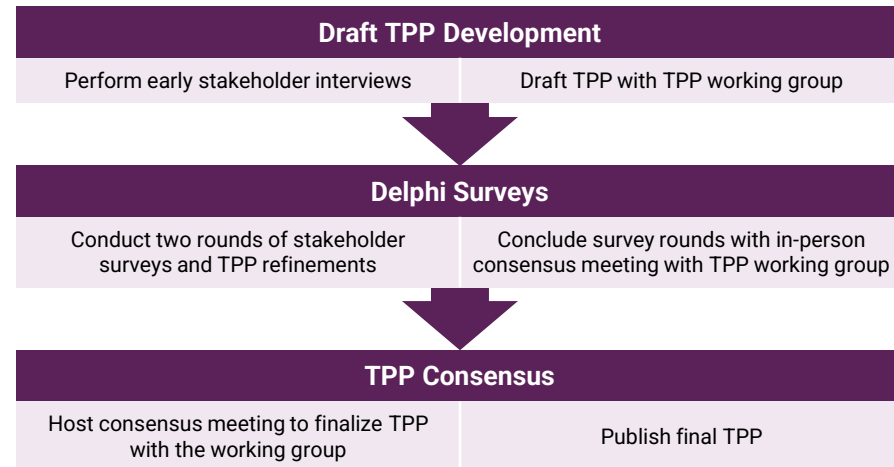 Draft TPP Development
Perform early stakeholder interviews
Draft TPP with TPP working group
Delphi Surveys
Conduct two rounds of stakeholder
surveys and TPP refinements
Conclude survey rounds with in-person
consensus meeting with TPP working group
TPP Consensus
Host consensus meeting to finalize TPP
with the working group
Publish final TPP